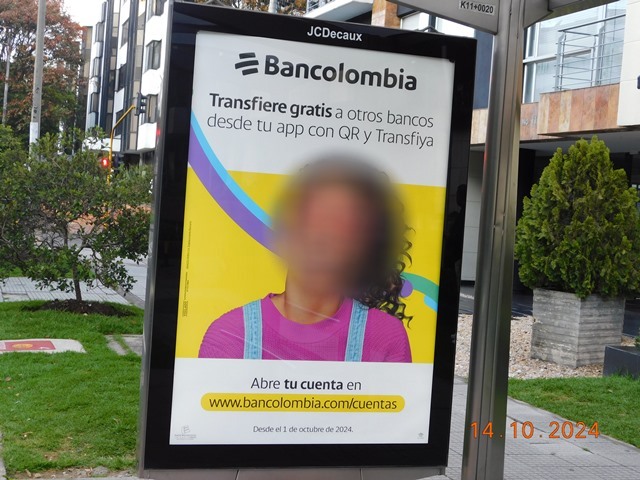 K11+0020
JCDecaux
Bancolombia
Transfiere gratis a otros bancos
desde tu app con QR y Transfiya
Abre tu cuenta en
www.bancolombia.com/cuentas
Desde el 1 de octubre de 2024.
14.10.2024